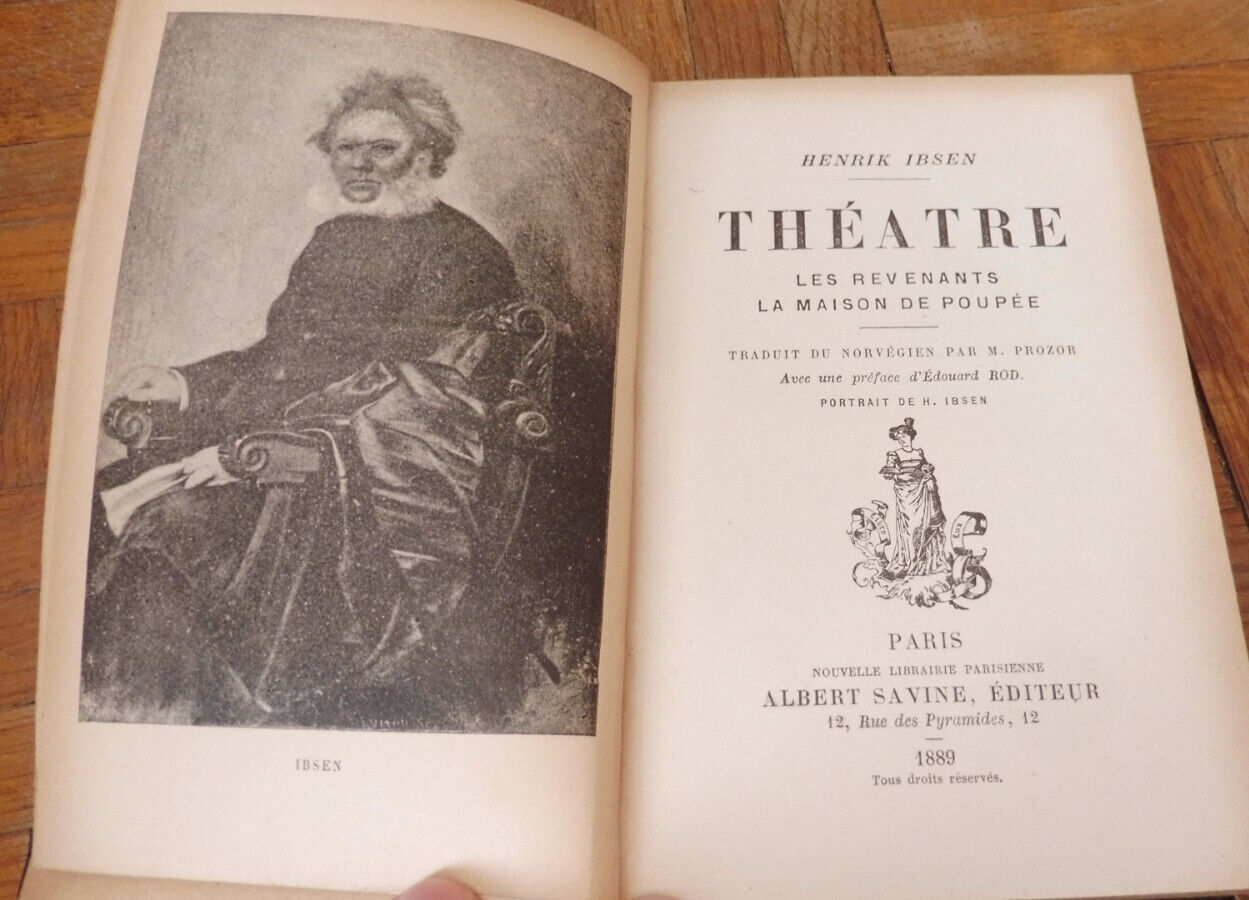 IBSEN
HENRIK IBSEN
THÉATRE
LES REVENANTS
LA MAISON DE POUPÉE
TRADUIT DU NORVÉGIEN PAR M. PROZOR
Avec une préface d'Édouard ROD.
PORTRAIT DE H. IBSEN
PARIS
NOUVELLE LIBRAIRIE PARISIENNE
ALBERT SAVINE, ÉDITEUR
12, Rue des Pyramides, 12
1889
Tous droits réservés.